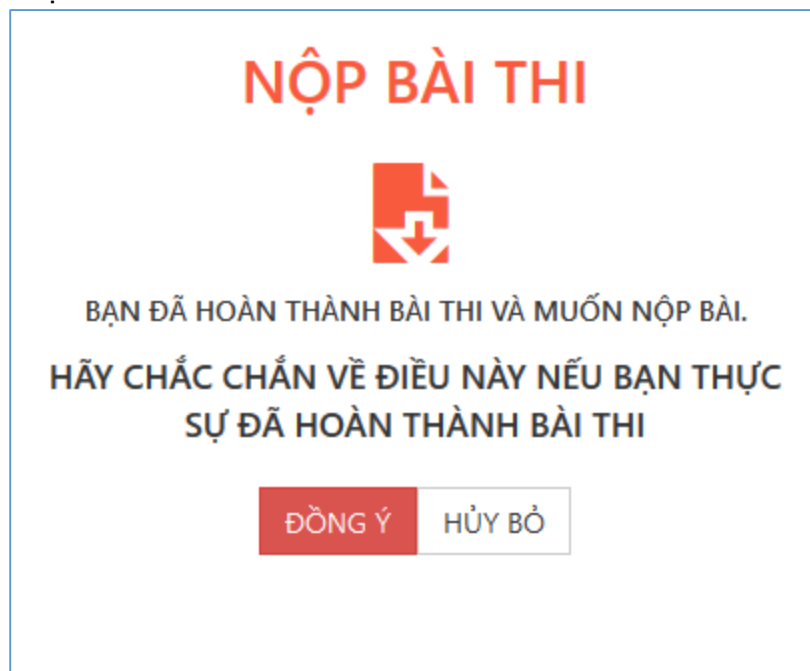 NỘP BÀI THI
BẠN ĐÃ HOÀN THÀNH BÀI THI VÀ MUỐN NỘP BÀI.
HÃY CHẮC CHẮN VỀ ĐIỀU NÀY NẾU BẠN THỰC
SỰ ĐÃ HOÀN THÀNH BÀI THI
ĐỒNG Ý HỦY BỎ